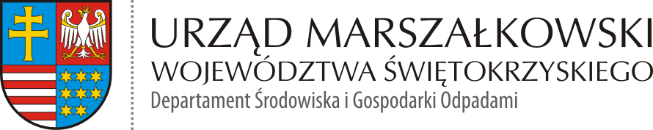 URZĄD MARSZAŁKOWSKI
WOJEWÓDZTWA ŚWIĘTOKRZYSKIEGO
Departament Środowiska i Gospodarki Odpadami